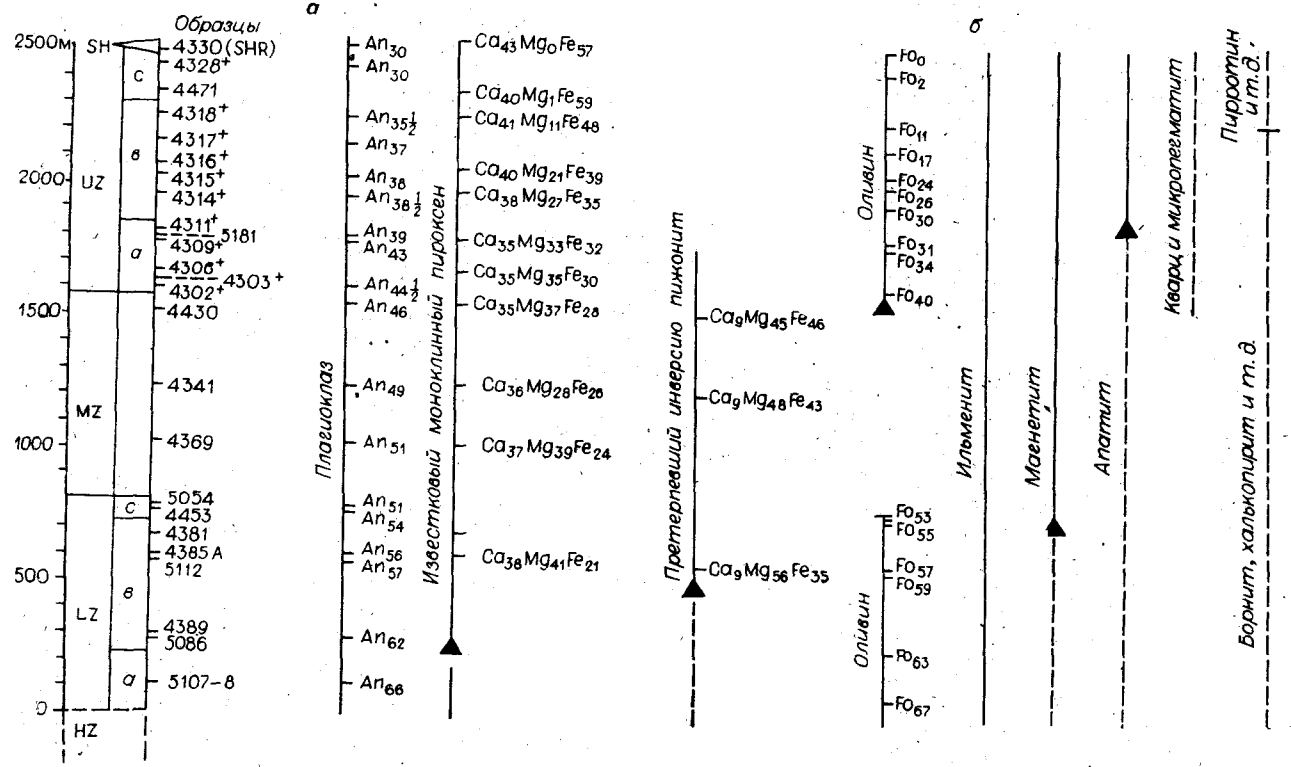 а
б
Образцы
2500м
2000
1500
1000
500
0
SH
UZ
MZ
LZ
HZ
c
в
a
c
в
a
4330(SHR)
4328+
4471
4318+
4317+
4316+
4315+
4314+
4311+
5181
4309+
4306+
4303+
4302+
4430
4341
4369
5054
4453
4381
4385A
5112
4389
5086
5107-8
Плагиоклаз
An30
An30
An35½
An37
An38
An38½
An39
An43
An44½
An46
An49
An51
An51
An54
An56
An57
An62
An66
Известковый моноклинный пироксен
Ca43Mg0Fe57
Ca40Mg1Fe59
Ca41Mg11Fe48
Ca40Mg21Fe39
Ca38Mg27Fe35
Ca35Mg33Fe32
Ca35Mg35Fe30
Ca35Mg37Fe28
Ca36Mg28Fe26
Ca37Mg39Fe24
Ca38Mg41Fe21
Претерпевший инверсию пижонит
Ca9Mg45Fe46
Ca9Mg48Fe43
Ca9Mg56Fe35
Оливин
Fo0
Fo2
Fo11
Fo17
Fo24
Fo26
Fo30
Fo31
Fo34
Fo40
Оливин
Fo53
Fo55
Fo57
Fo59
Fo63
Fo67
Ильменит
Магнетит
Апатит
Кварц и микропегматит
Пирротин
и т.д.
Борнит, халькопирит и т.д.